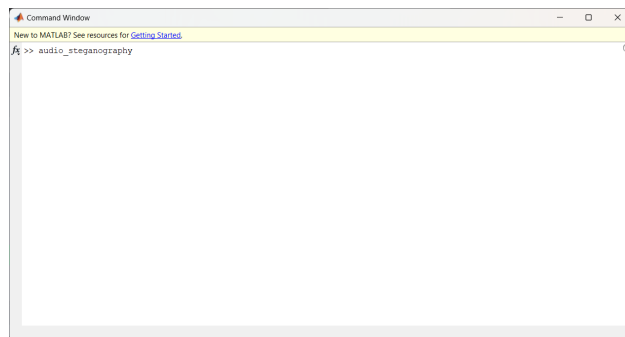 Command Window
New to MATLAB? See resources for Getting Started.
fx >> audio_steganography